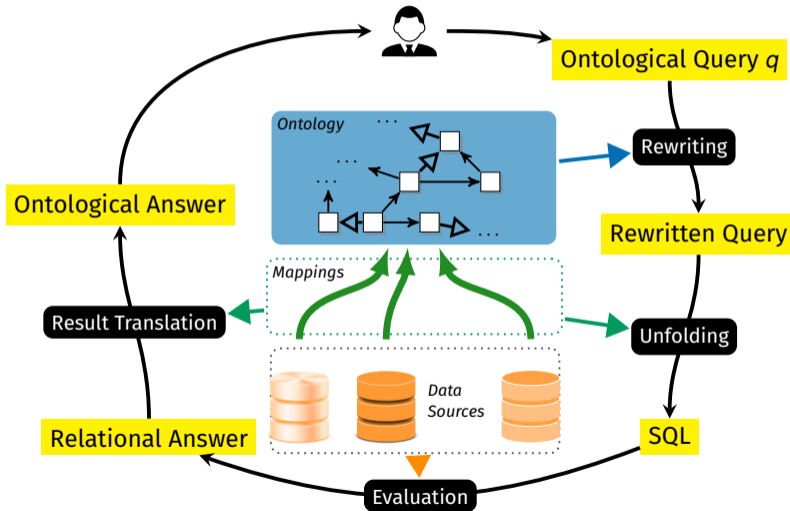 Ontological Query q
Ontology
. . .
Rewriting
. . .
. . .
Ontological Answer
Rewritten Query
. . .
Mappings
Result Translation
Unfolding
Data
Sources
Relational Answer
SQL
Evaluation